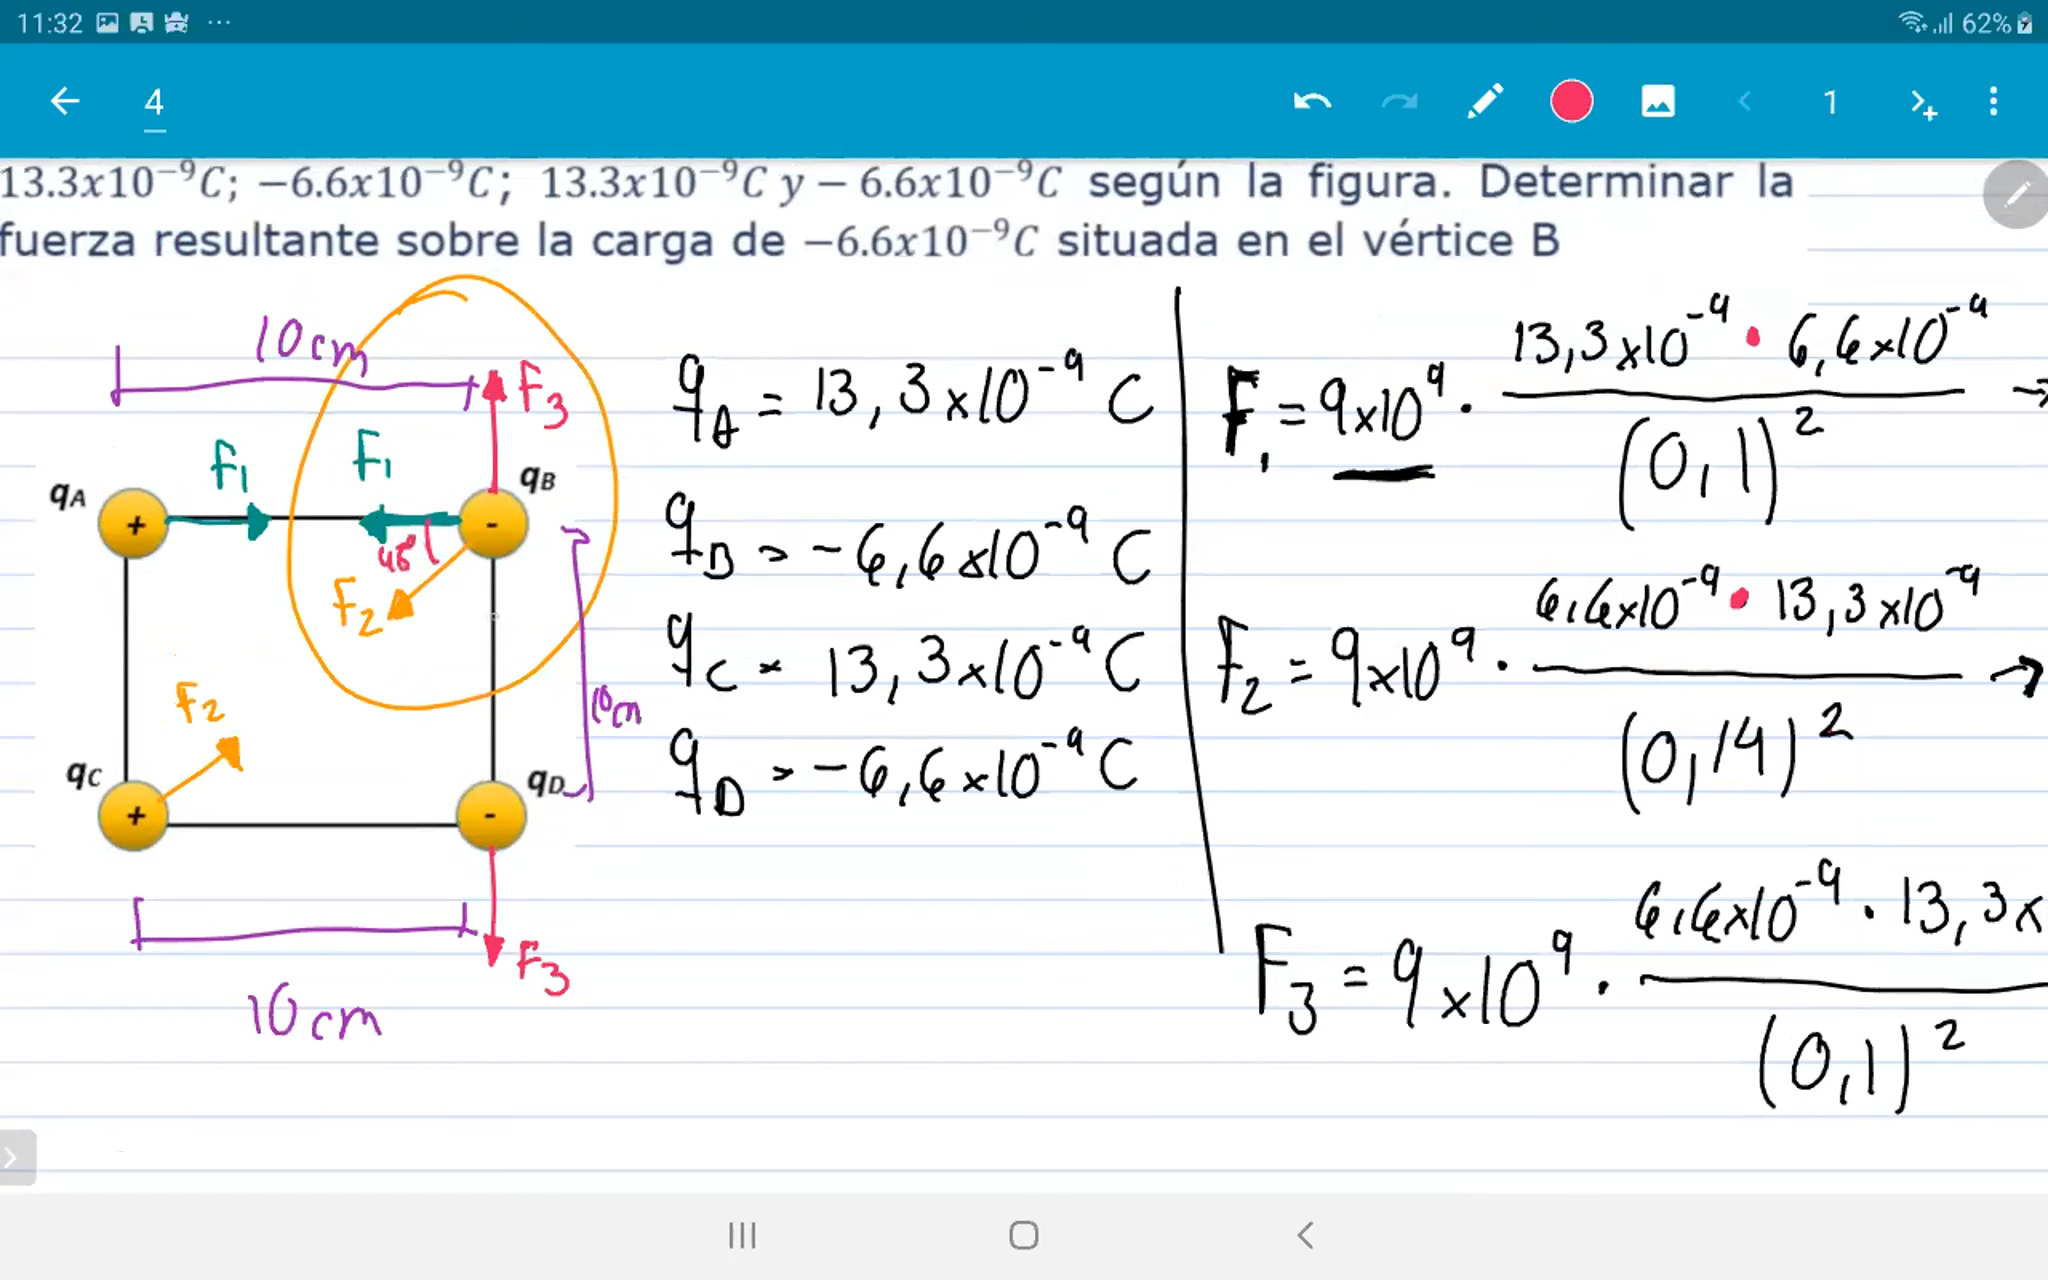 11:32 ... 62%
4 1
13.3x10⁻⁹C; −6.6x10⁻⁹C; 13.3x10⁻⁹C y − 6.6x10⁻⁹C según la figura. Determinar la
fuerza resultante sobre la carga de −6.6x10⁻⁹C situada en el vértice B
10cm
F3
F1 F1
qA qB
+ -
45°
F2
10cm
F2
qC qD
+ -
F3
10cm
qA = 13,3x10⁻⁹ C
qB = -6,6x10⁻⁹ C
qC = 13,3x10⁻⁹ C
qD = -6,6x10⁻⁹ C
F1 = 9x10⁹ · 13,3x10⁻⁹ · 6,6x10⁻⁹ →
(0,1)²
F2 = 9x10⁹ · 6,6x10⁻⁹ · 13,3x10⁻⁹ →
(0,14)²
F3 = 9x10⁹ · 6,6x10⁻⁹ · 13,3x
(0,1)²